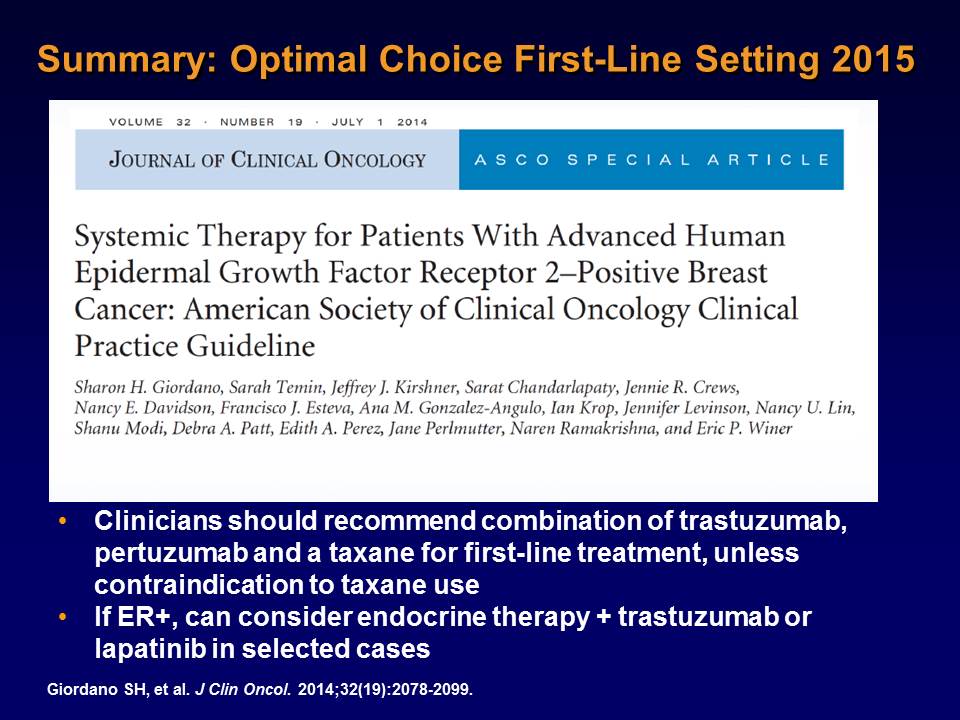 Summary: Optimal Choice First-Line Setting 2015
VOLUME 32 · NUMBER 19 · JULY 1 2014
JOURNAL OF CLINICAL ONCOLOGY
ASCO SPECIAL ARTICLE
Systemic Therapy for Patients With Advanced Human
Epidermal Growth Factor Receptor 2–Positive Breast
Cancer: American Society of Clinical Oncology Clinical
Practice Guideline
Sharon H. Giordano, Sarah Temin, Jeffrey J. Kirshner, Sarat Chandarlapaty, Jennie R. Crews,
Nancy E. Davidson, Francisco J. Esteva, Ana M. Gonzalez-Angulo, Ian Krop, Jennifer Levinson, Nancy U. Lin,
Shanu Modi, Debra A. Patt, Edith A. Perez, Jane Perlmutter, Naren Ramakrishna, and Eric P. Winer
• Clinicians should recommend combination of trastuzumab,
pertuzumab and a taxane for first-line treatment, unless
contraindication to taxane use
• If ER+, can consider endocrine therapy + trastuzumab or
lapatinib in selected cases
Giordano SH, et al. J Clin Oncol. 2014;32(19):2078-2099.